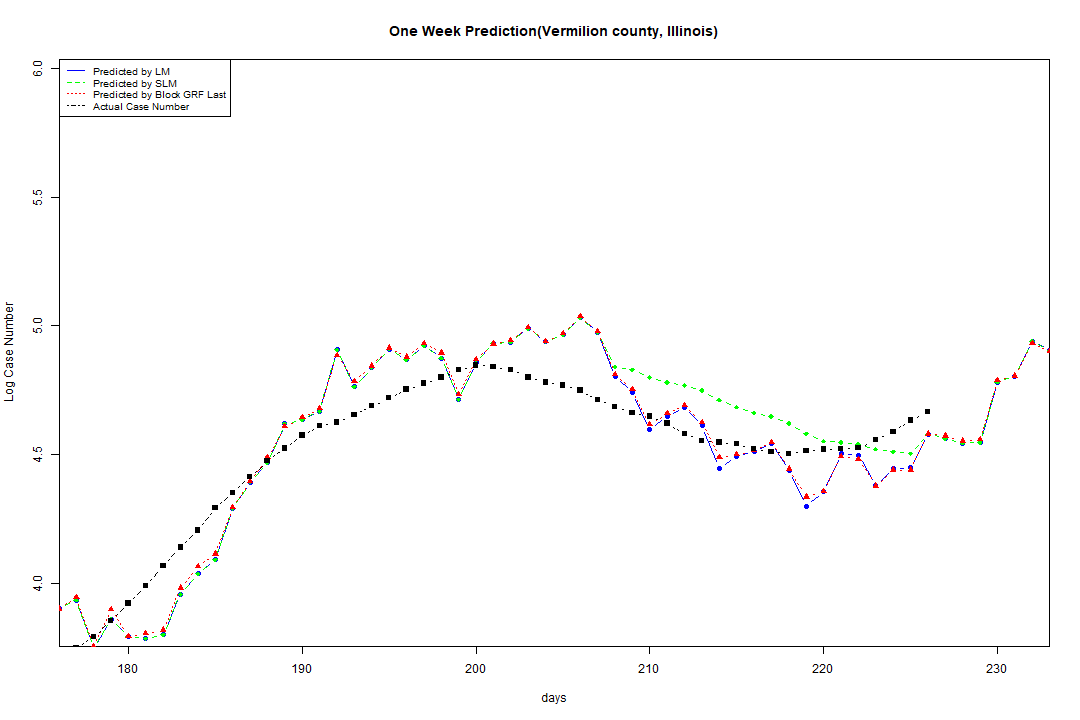 One Week Prediction(Vermilion county, Illinois)
Predicted by LM
Predicted by SLM
Predicted by Block GRF Last
Actual Case Number
6.0
5.5
5.0
4.5
4.0
Log Case Number
180 190 200 210 220 230
days